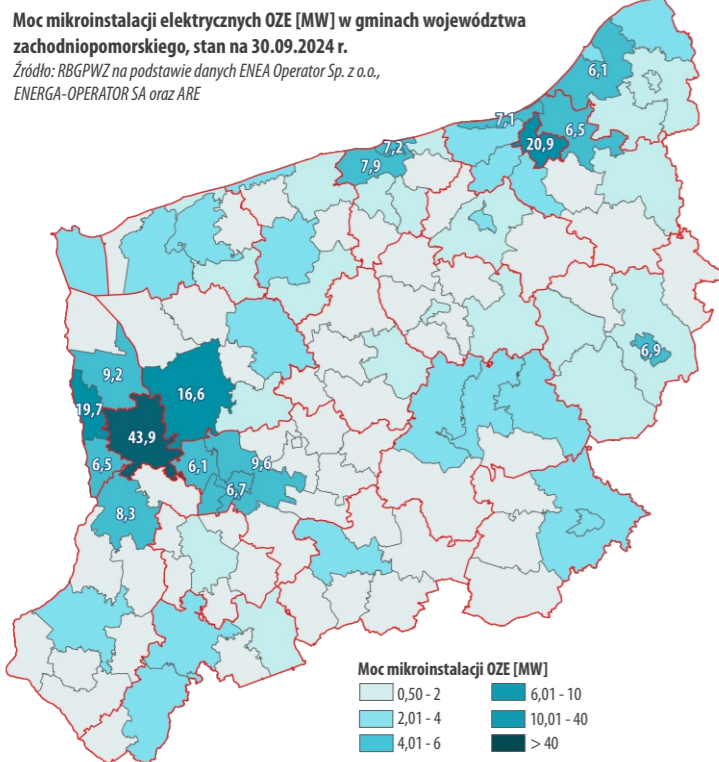 Moc mikroinstalacji elektrycznych OZE [MW] w gminach województwa
zachodniopomorskiego, stan na 30.09.2024 r.
Źródło: RBGPWZ na podstawie danych ENEA Operator Sp. z o.o.,
ENERGA-OPERATOR SA oraz ARE
6,1
7,1
6,5
20,9
7,2
7,9
6,9
9,2
16,6
19,7
43,9
6,5
6,1
9,6
6,7
8,3
Moc mikroinstalacji OZE [MW]
0,50 - 2
6,01 - 10
2,01 - 4
10,01 - 40
4,01 - 6
> 40